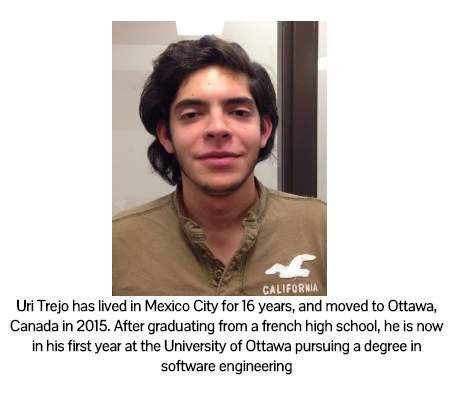 CALIFORNIA
Uri Trejo has lived in Mexico City for 16 years, and moved to Ottawa,
Canada in 2015. After graduating from a french high school, he is now
in his first year at the University of Ottawa pursuing a degree in
software engineering